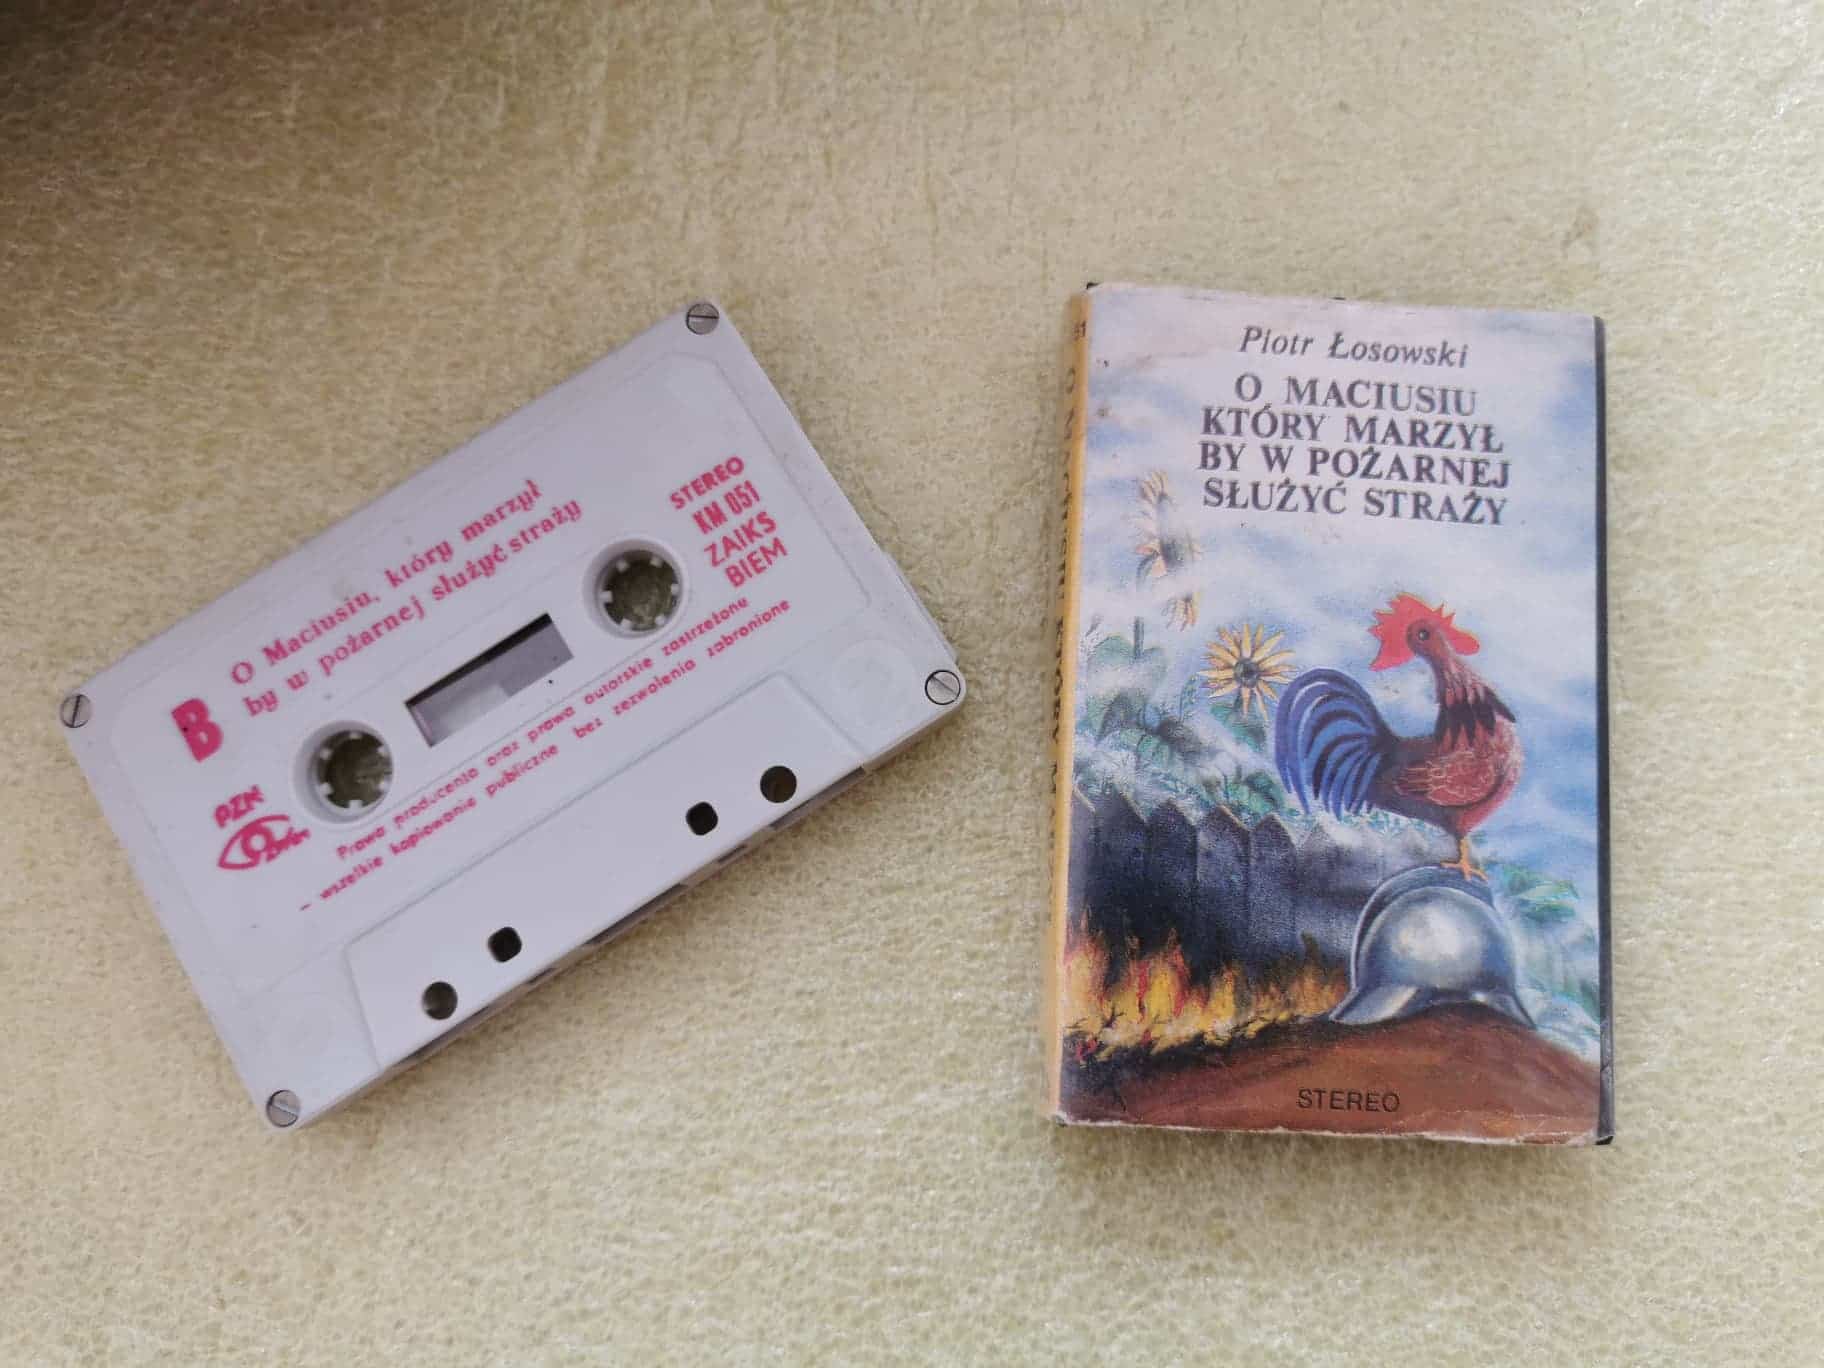 B
O Maciusiu, który marzył
by w pożarnej służyć straży
STEREO
KM 051
ZAIKS
BIEM
PZN
Prawa producenta oraz prawa autorskie zastrzeżone
– wszelkie kopiowanie publiczne bez zezwolenia zabronione
Piotr Łosowski
O MACIUSIU
KTÓRY MARZYŁ
BY W POŻARNEJ
SŁUŻYĆ STRAŻY
STEREO